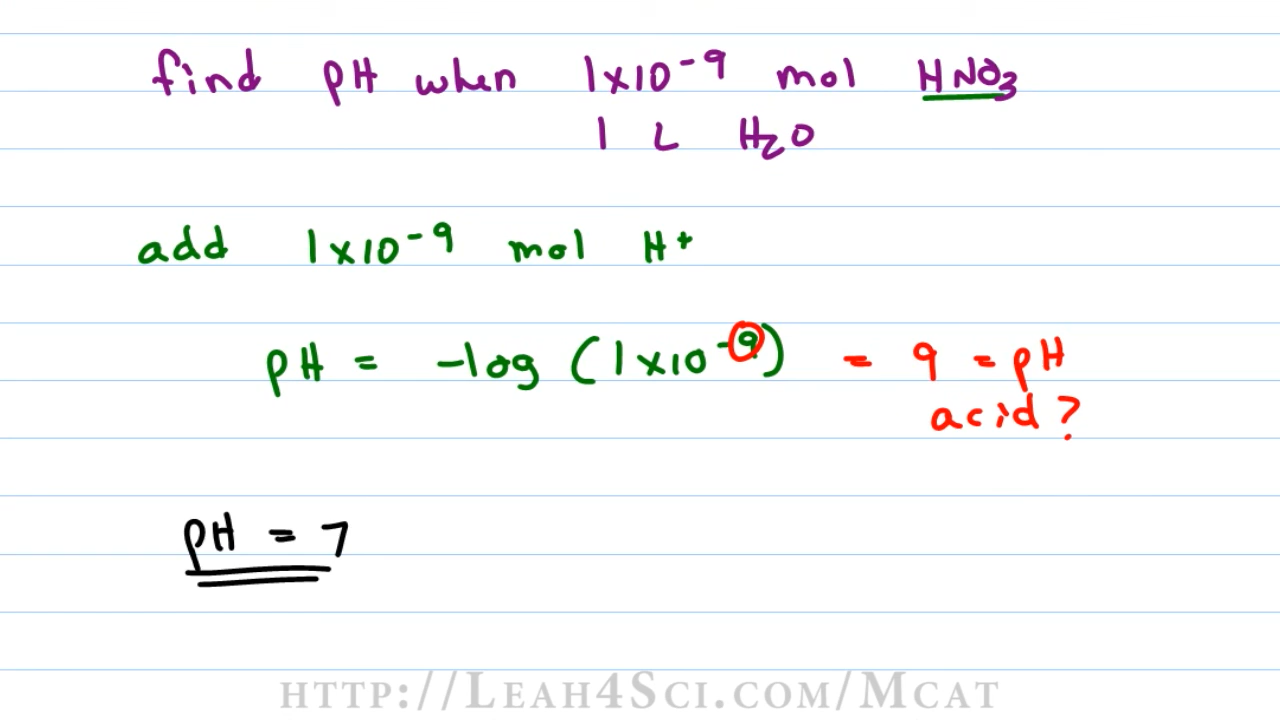 find pH when 1x10⁻⁹ mol HNO₃
1 L H₂O
add 1x10⁻⁹ mol H⁺
pH = -log (1x10⁻⁹) = 9 = pH
acid?
pH = 7
HTTP://LEAH4SCI.COM/MCAT